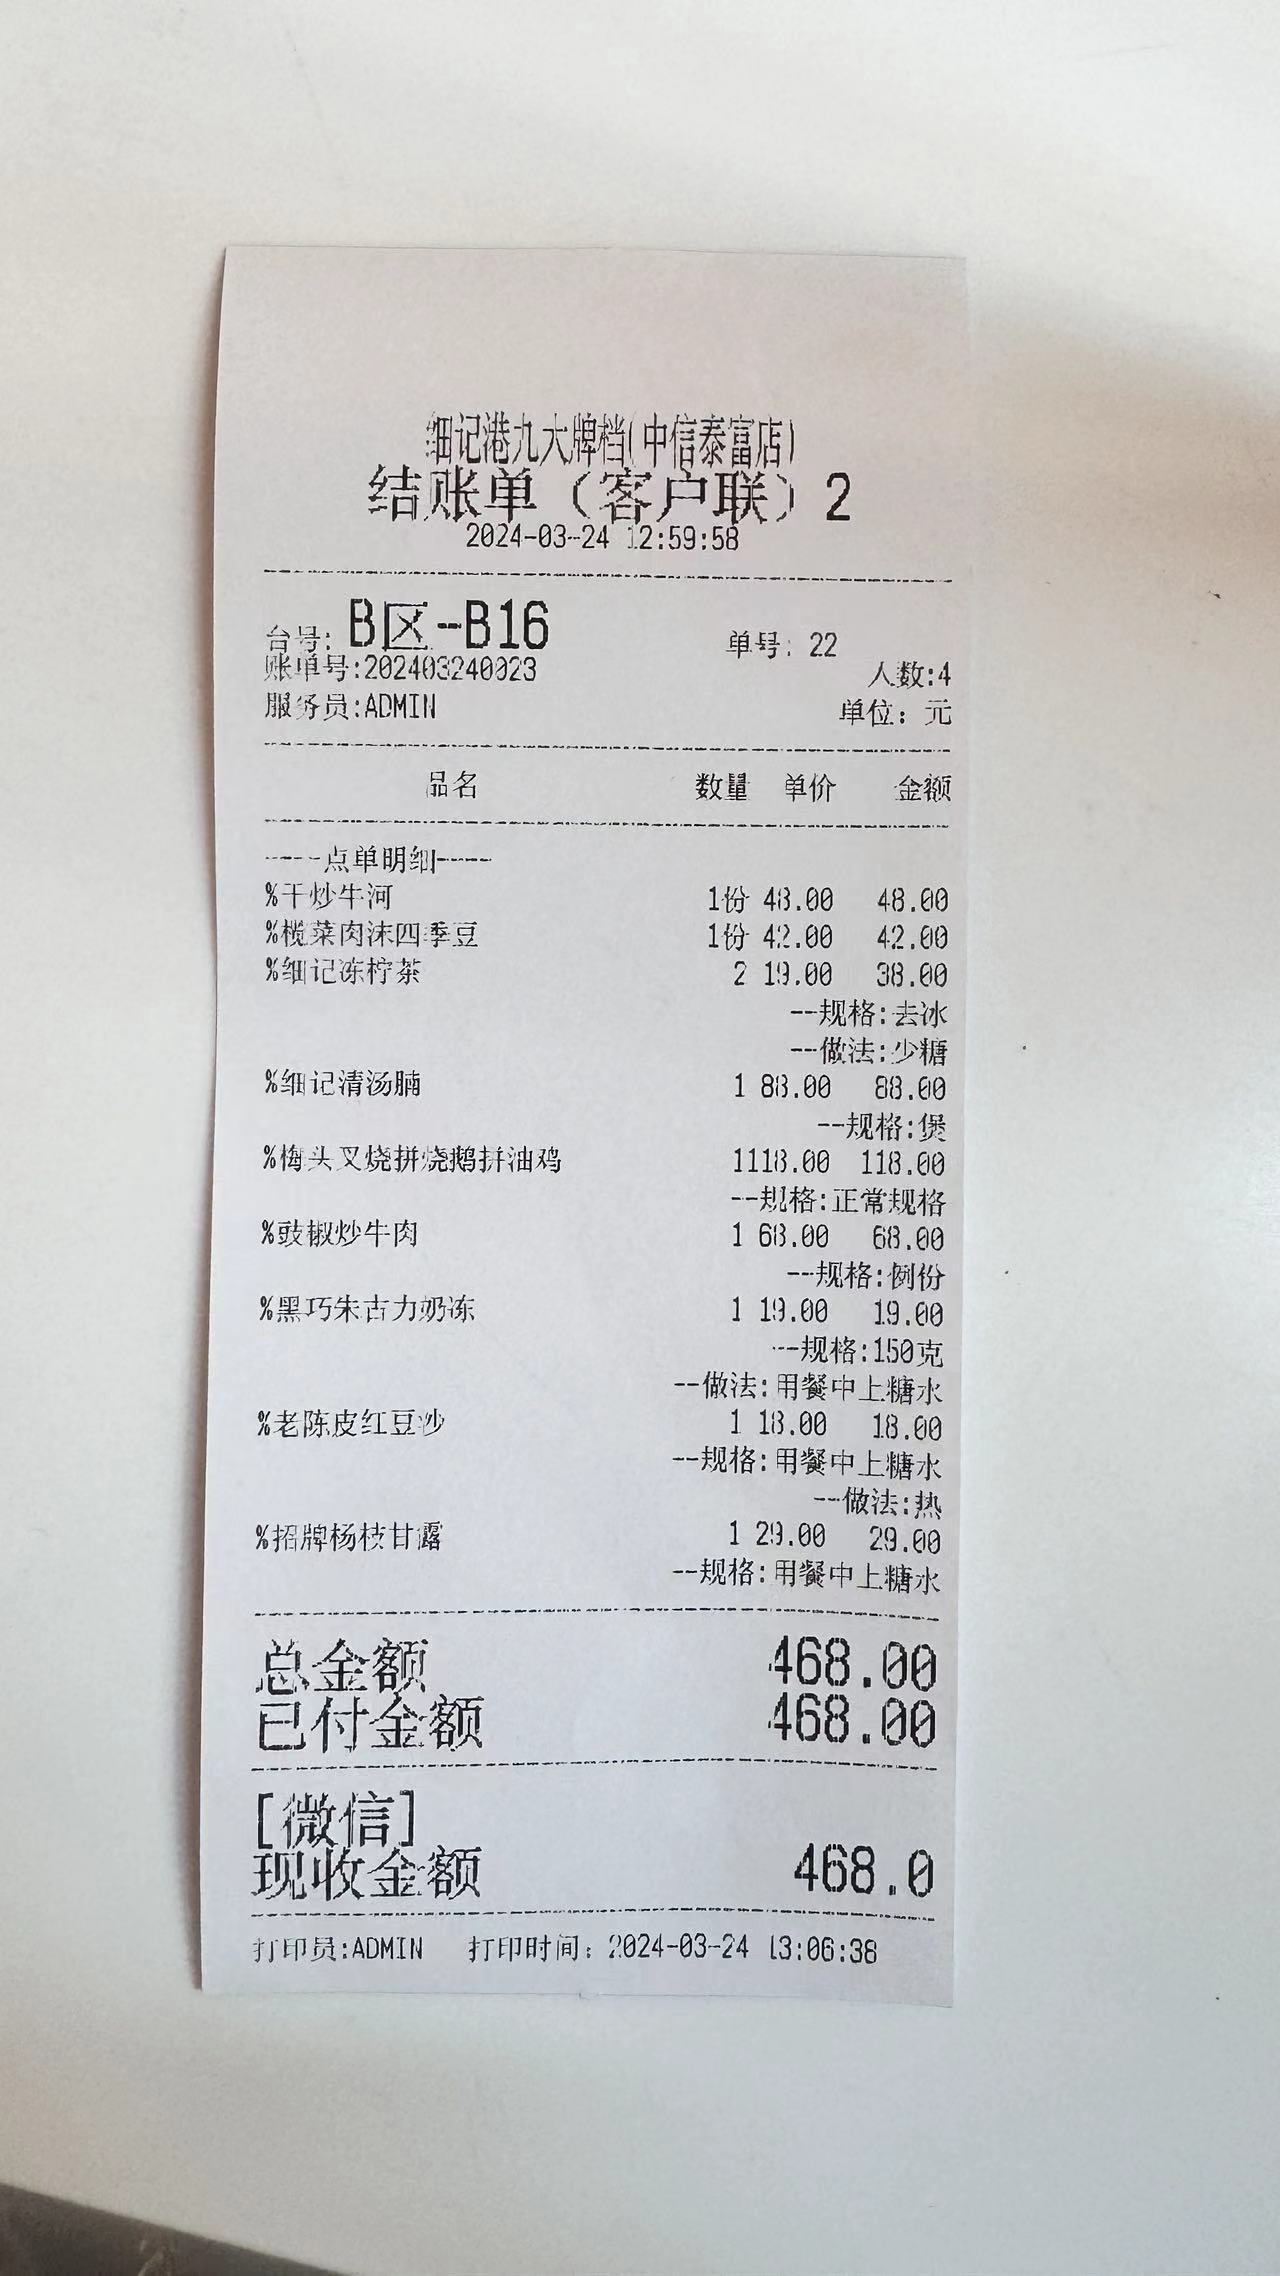 细记港九大牌档(中信泰富店)
结账单（客户联）2
2024-03-24 12:59:58
台号: B区-B16 单号: 22
账单号:202403240023 人数:4
服务员:ADMIN 单位: 元
品名 数量 单价 金额
-----点单明细-----
%干炒牛河 1份 48.00 48.00
%榄菜肉沫四季豆 1份 42.00 42.00
%细记冻柠茶 2 19.00 38.00
--规格:去冰
--做法:少糖
%细记清汤腩 1 88.00 88.00
--规格:煲
%梅头叉烧拼烧鹅拼油鸡 1118.00 118.00
--规格:正常规格
%豉椒炒牛肉 1 68.00 68.00
--规格:例份
%黑巧朱古力奶冻 1 19.00 19.00
--规格:150克
--做法:用餐中上糖水
%老陈皮红豆沙 1 18.00 18.00
--规格:用餐中上糖水
--做法:热
%招牌杨枝甘露 1 29.00 29.00
--规格:用餐中上糖水
总金额 468.00
已付金额 468.00
[微信]
现收金额 468.0
打印员:ADMIN 打印时间: 2024-03-24 13:06:38